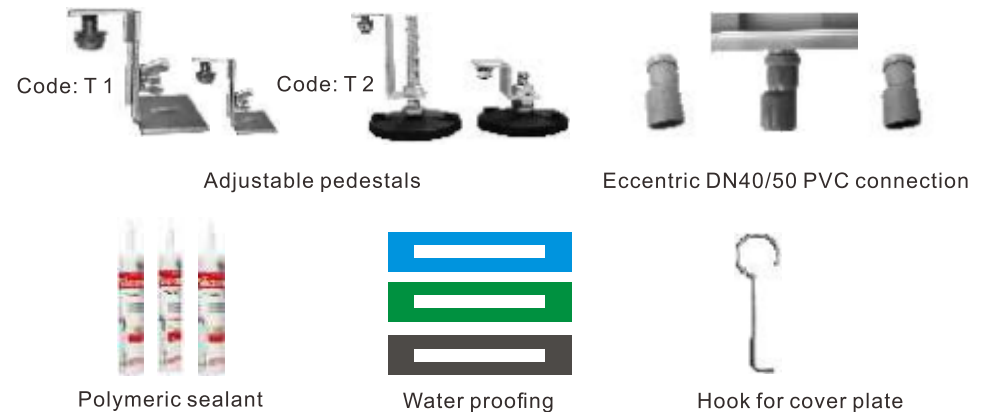 Code: T 1
Code: T 2
Adjustable pedestals
Eccentric DN40/50 PVC connection
Polymeric sealant
Water proofing
Hook for cover plate